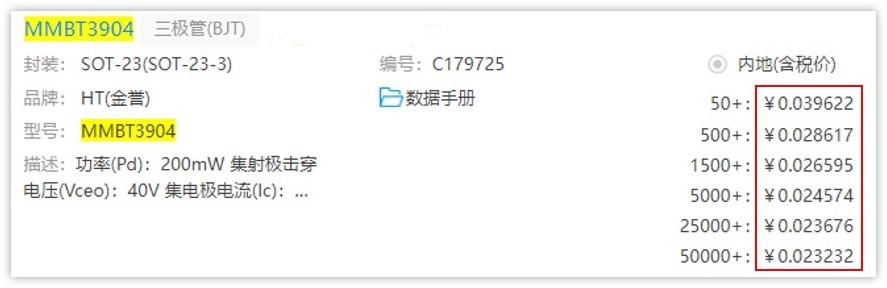 MMBT3904 三极管(BJT)
封装： SOT-23(SOT-23-3) 编号： C179725 内地(含税价)
品牌： HT(金誉) 数据手册 50+: ￥0.039622
500+: ￥0.028617
型号： MMBT3904
1500+: ￥0.026595
描述：功率(Pd)：200mW 集射极击穿
电压(Vceo)：40V 集电极电流(Ic)：...
5000+: ￥0.024574
25000+: ￥0.023676
50000+: ￥0.023232